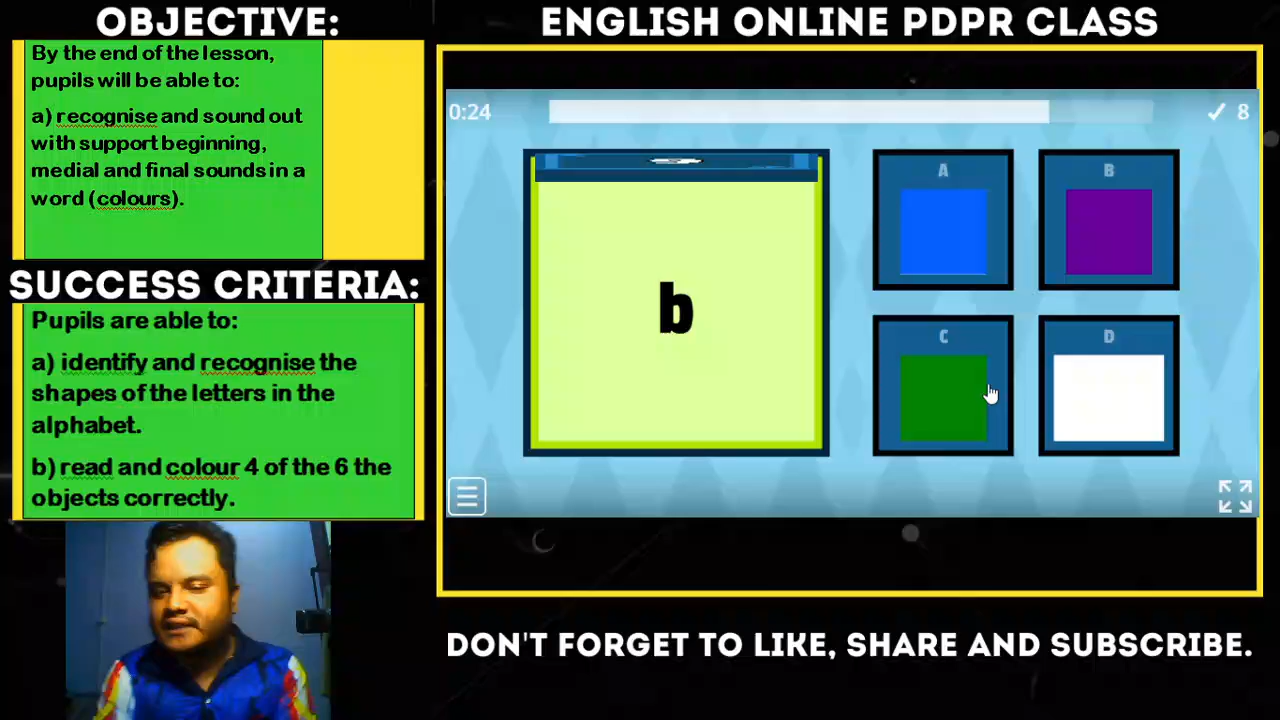 OBJECTIVE:
By the end of the lesson,
pupils will be able to:
a) recognise and sound out
with support beginning,
medial and final sounds in a
word (colours).
SUCCESS CRITERIA:
Pupils are able to:
a) identify and recognise the
shapes of the letters in the
alphabet.
b) read and colour 4 of the 6 the
objects correctly.
ENGLISH ONLINE PDPR CLASS
0:24
✓ 8
b
A
B
C
D
DON'T FORGET TO LIKE, SHARE AND SUBSCRIBE.